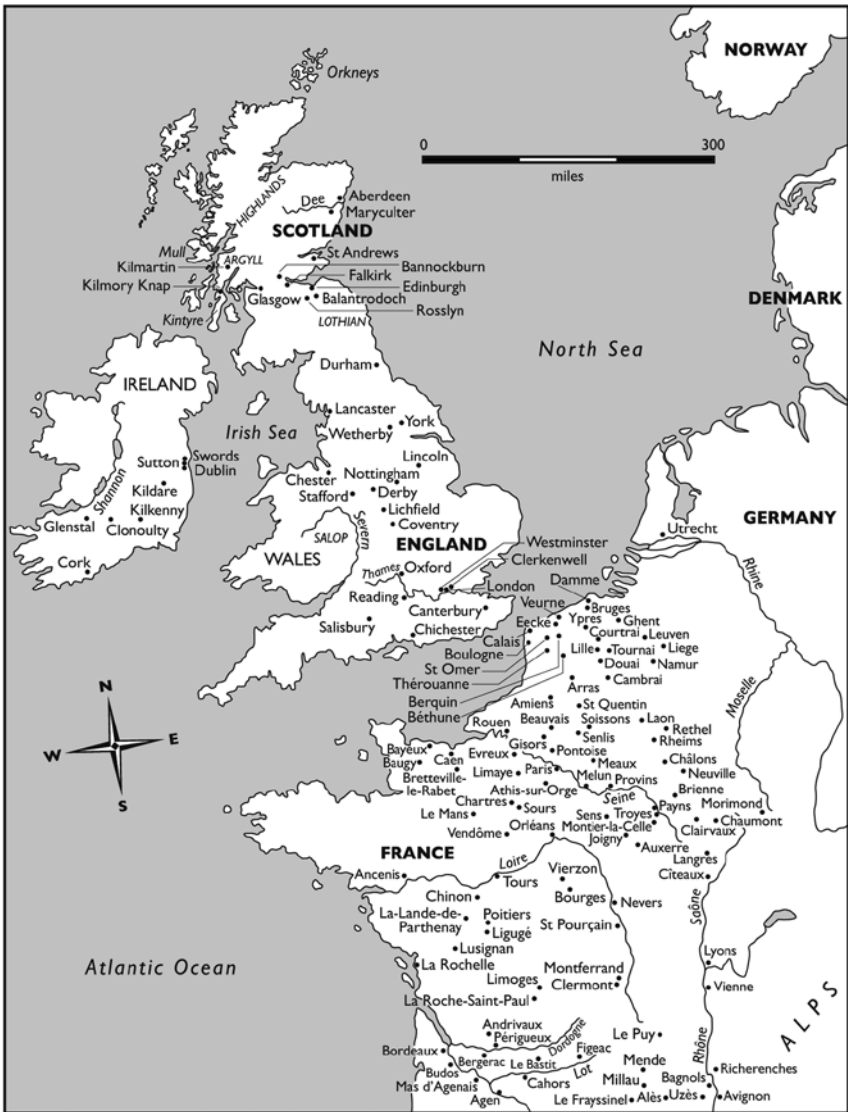 NORWAY
Orkneys
0
300
miles
HIGHLANDS
Dee
Aberdeen
Maryculter
SCOTLAND
Mull
ARGYLL
St Andrews
Kilmartin
Bannockburn
Falkirk
Kilmory Knap
Edinburgh
Glasgow
Balantrodoch
Rosslyn
Kintyre
LOTHIAN
DENMARK
North Sea
Durham
IRELAND
Lancaster
York
Irish Sea
Wetherby
Lincoln
Swords
Sutton
Dublin
Shannon
Chester
Nottingham
Kildare
Stafford
Derby
Kilkenny
Lichfield
Glenstal
Clonoulty
Coventry
SALOP
Severn
ENGLAND
GERMANY
Utrecht
Westminster
Clerkenwell
WALES
Cork
Thames
Oxford
London
Damme
Rhine
Reading
Veurne
Bruges
Canterbury
Eecke
Ypres
Ghent
Salisbury
Chichester
Calais
Courtrai
Leuven
Boulogne
Lille
Tournai
Liege
St Omer
Douai
Namur
Thérouanne
Cambrai
Berquin
Arras
Béthune
Moselle
N
W
E
S
Amiens
St Quentin
Rouen
Beauvais
Soissons
Laon
Rethel
Bayeux
Evreux
Gisors
Senlis
Rheims
Baugy
Caen
Pontoise
Châlons
Bretteville-
le-Rabet
Limaye
Paris
Meaux
Neuville
Melun
Provins
Athis-sur-Orge
Seine
Brienne
Chartres
Sours
Payns
Morimond
Le Mans
Sens
Troyes
Chaumont
Vendôme
Orléans
Montier-la-Celle
Clairvaux
Joigny
FRANCE
Auxerre
Langres
Loire
Vierzon
Cîteaux
Ancenis
Tours
Chinon
Bourges
Nevers
Saône
La-Lande-de-
Parthenay
Poitiers
St Pourçain
Ligugé
Lusignan
Atlantic Ocean
La Rochelle
Lyons
Montferrand
Limoges
Clermont
Vienne
La Roche-Saint-Paul
ALPS
Andrivaux
Périgueux
Le Puy
Dordogne
Bordeaux
Bergerac
Le Bastit
Figeac
Rhône
Budos
Lot
Mende
Richerenches
Mas d'Agenais
Cahors
Millau
Bagnols
Agen
Le Frayssinel
Alès
Uzès
Avignon